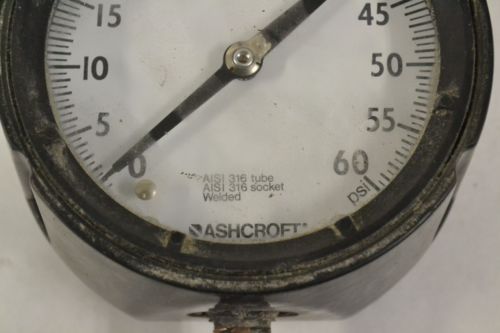 15
45
10
50
5
55
0
60
AISI 316 tube
AISI 316 socket
Welded
psi
ASHCROFT®